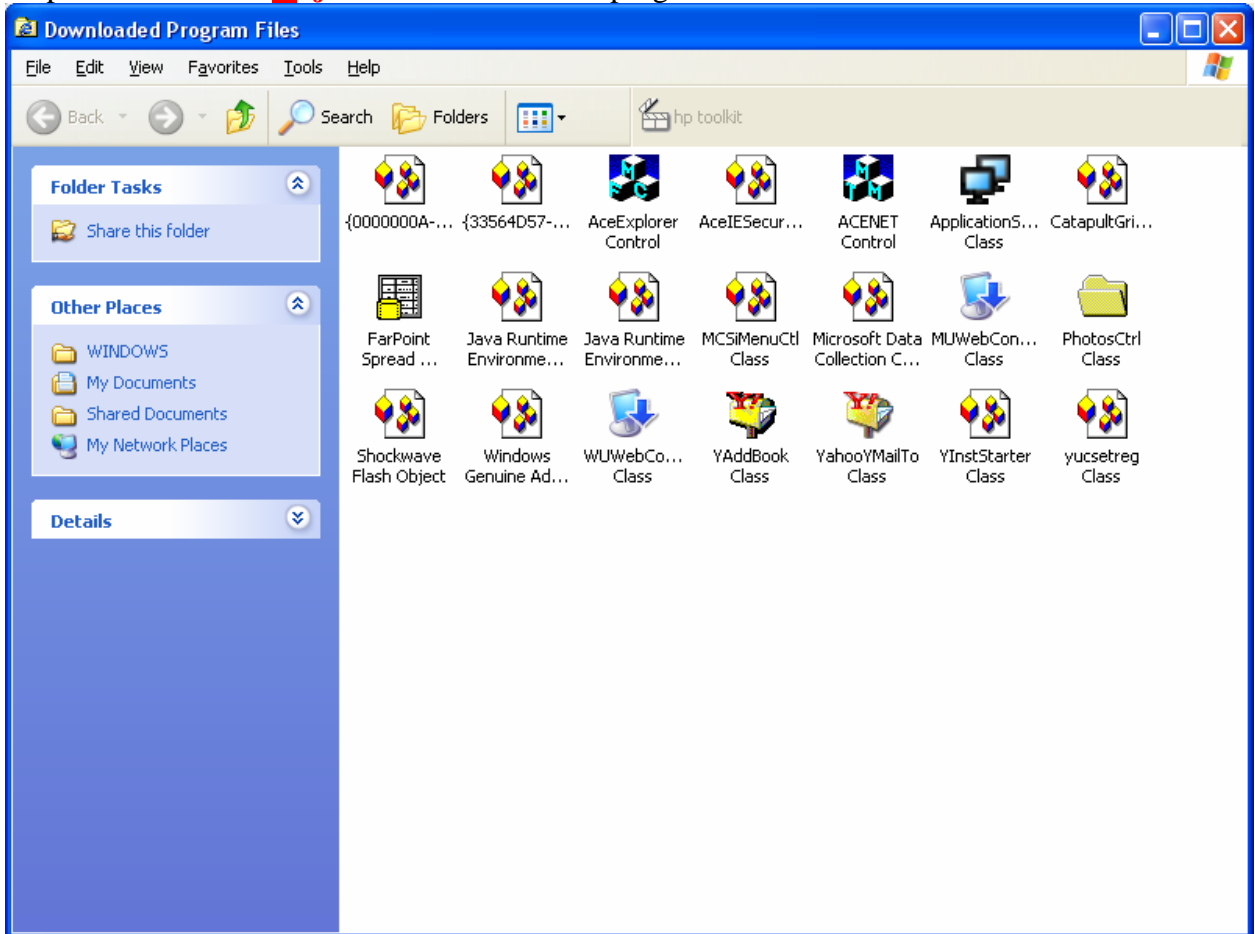 Downloaded Program Files
File Edit View Favorites Tools Help
Back Search Folders hp toolkit
Folder Tasks
Share this folder
Other Places
WINDOWS
My Documents
Shared Documents
My Network Places
Details
{0000000A-... {33564D57-... AceExplorer Control AceIESecur... ACENET Control ApplicationS... Class CatapultGri...
FarPoint Spread ... Java Runtime Environme... Java Runtime Environme... MCSiMenuCtl Class Microsoft Data Collection C... MUWebCon... Class PhotosCtrl Class
Shockwave Flash Object Windows Genuine Ad... WUWebCo... Class YAddBook Class YahooYMailTo Class YInstStarter Class yucsetreg Class